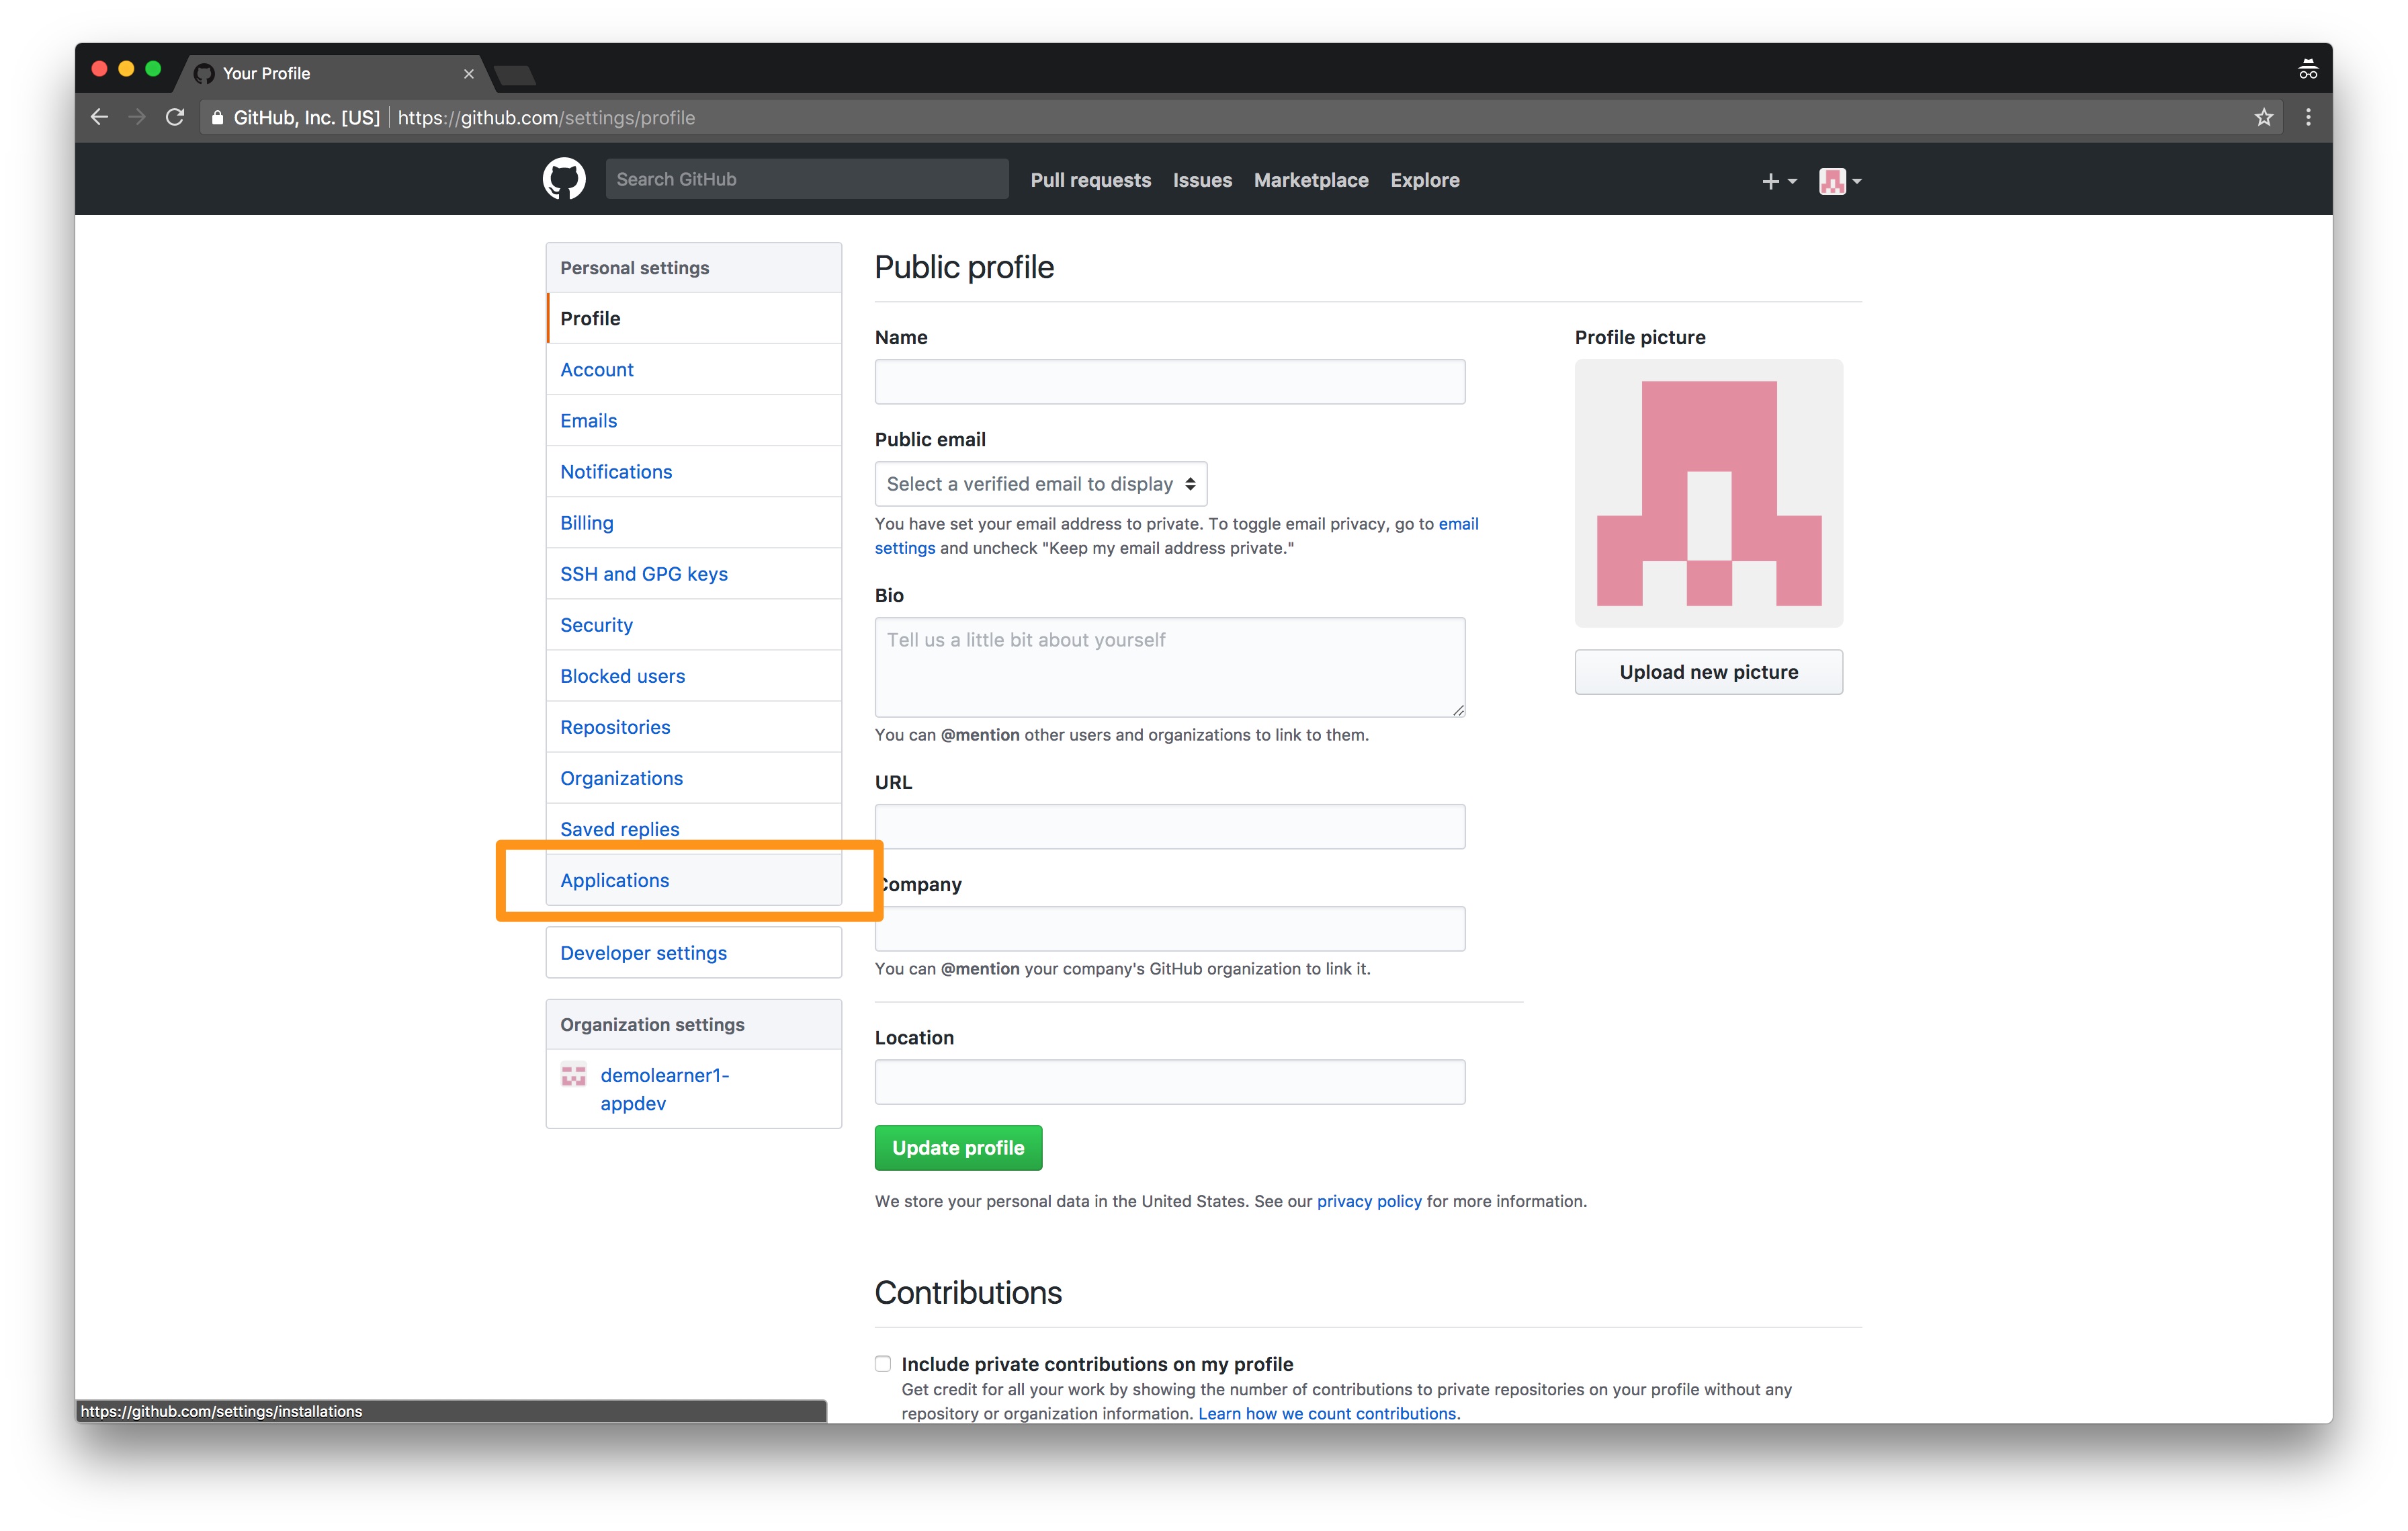 Your Profile
GitHub, Inc. [US] https://github.com/settings/profile
Search GitHub
Pull requests Issues Marketplace Explore
Personal settings
Profile
Account
Emails
Notifications
Billing
SSH and GPG keys
Security
Blocked users
Repositories
Organizations
Saved replies
Applications
Developer settings
Organization settings
demolearner1-
appdev
Public profile
Name
Public email
Select a verified email to display
You have set your email address to private. To toggle email privacy, go to email
settings and uncheck "Keep my email address private."
Bio
Tell us a little bit about yourself
You can @mention other users and organizations to link to them.
URL
Company
You can @mention your company's GitHub organization to link it.
Location
Update profile
We store your personal data in the United States. See our privacy policy for more information.
Profile picture
Upload new picture
Contributions
Include private contributions on my profile
Get credit for all your work by showing the number of contributions to private repositories on your profile without any
repository or organization information. Learn how we count contributions.
https://github.com/settings/installations